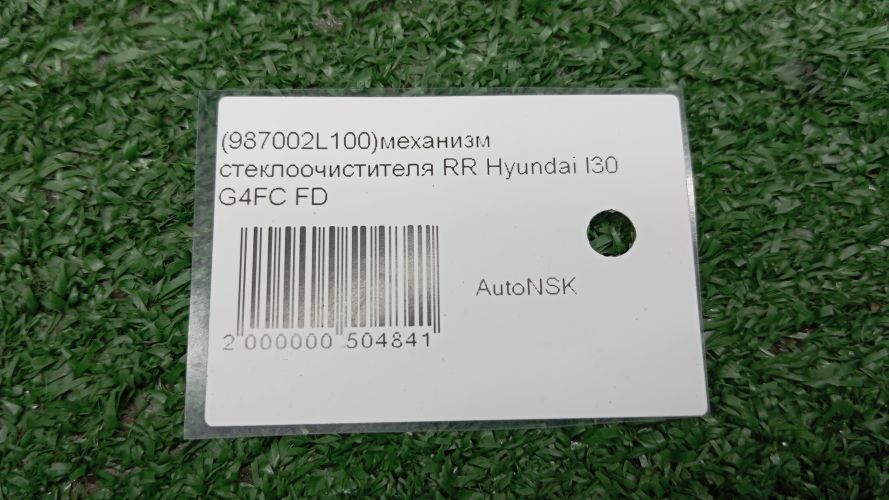 (987002L100)механизм
стеклоочистителя RR Hyundai I30
G4FC FD
AutoNSK
2 000000 504841